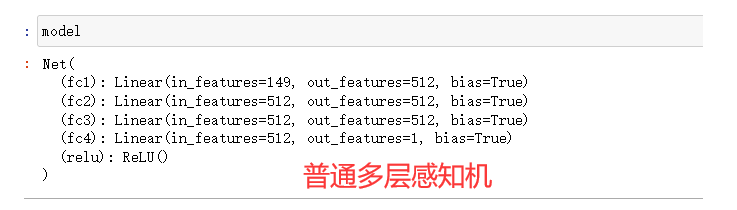 : model
: Net(
(fc1): Linear(in_features=149, out_features=512, bias=True)
(fc2): Linear(in_features=512, out_features=512, bias=True)
(fc3): Linear(in_features=512, out_features=512, bias=True)
(fc4): Linear(in_features=512, out_features=1, bias=True)
(relu): ReLU()
)
普通多层感知机